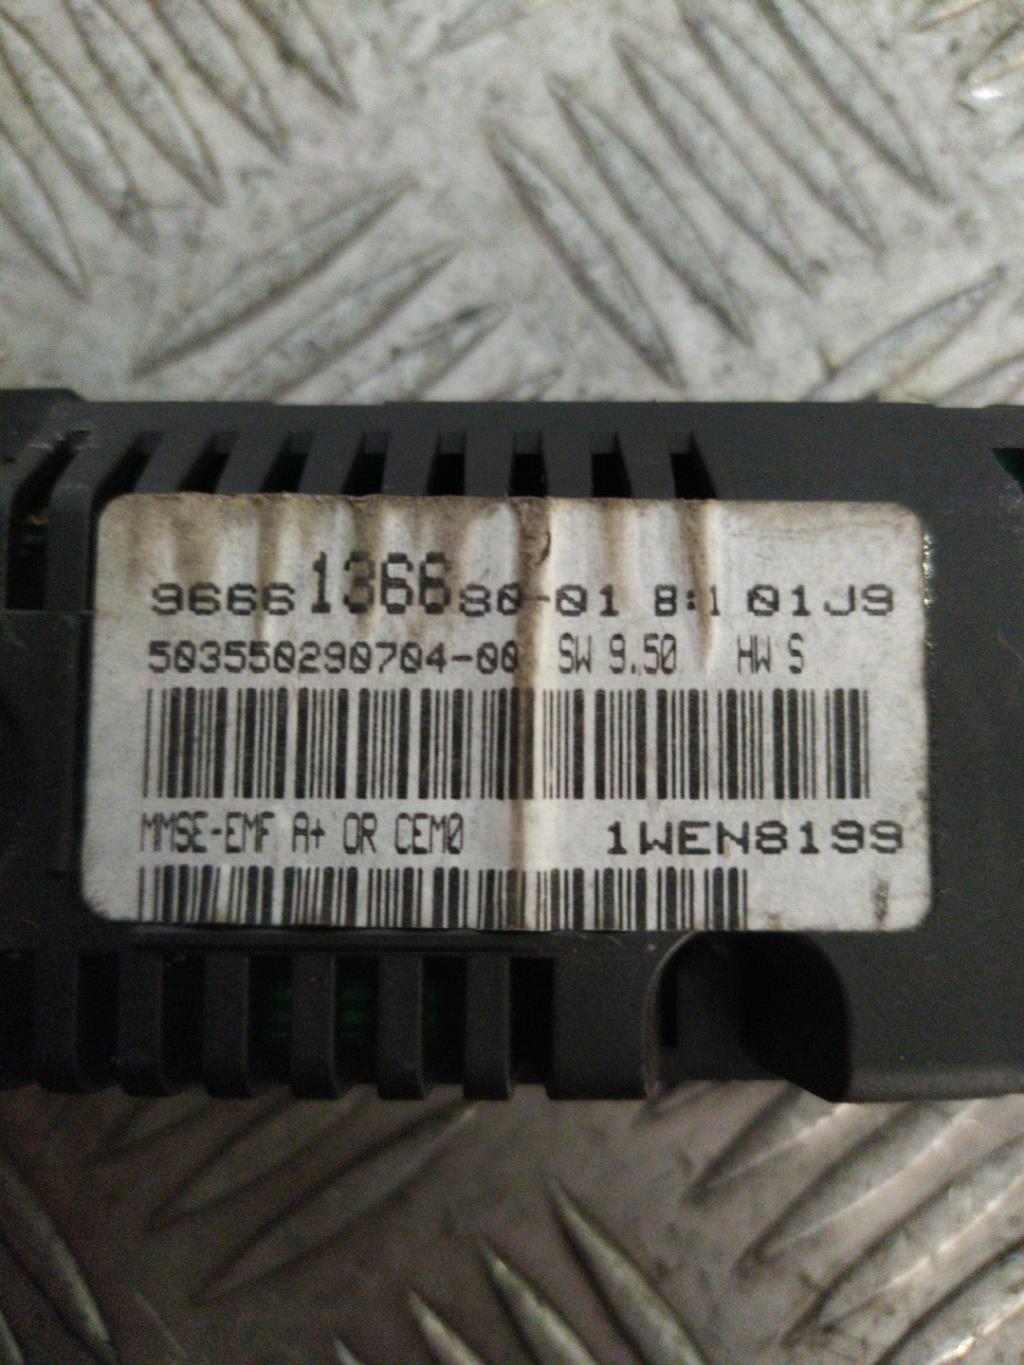 9666136680-01 8:1 01J9
503550290704-00 SW 9.50 HW S
MMSE-EMF A+ OR CEM0 1WEN8199